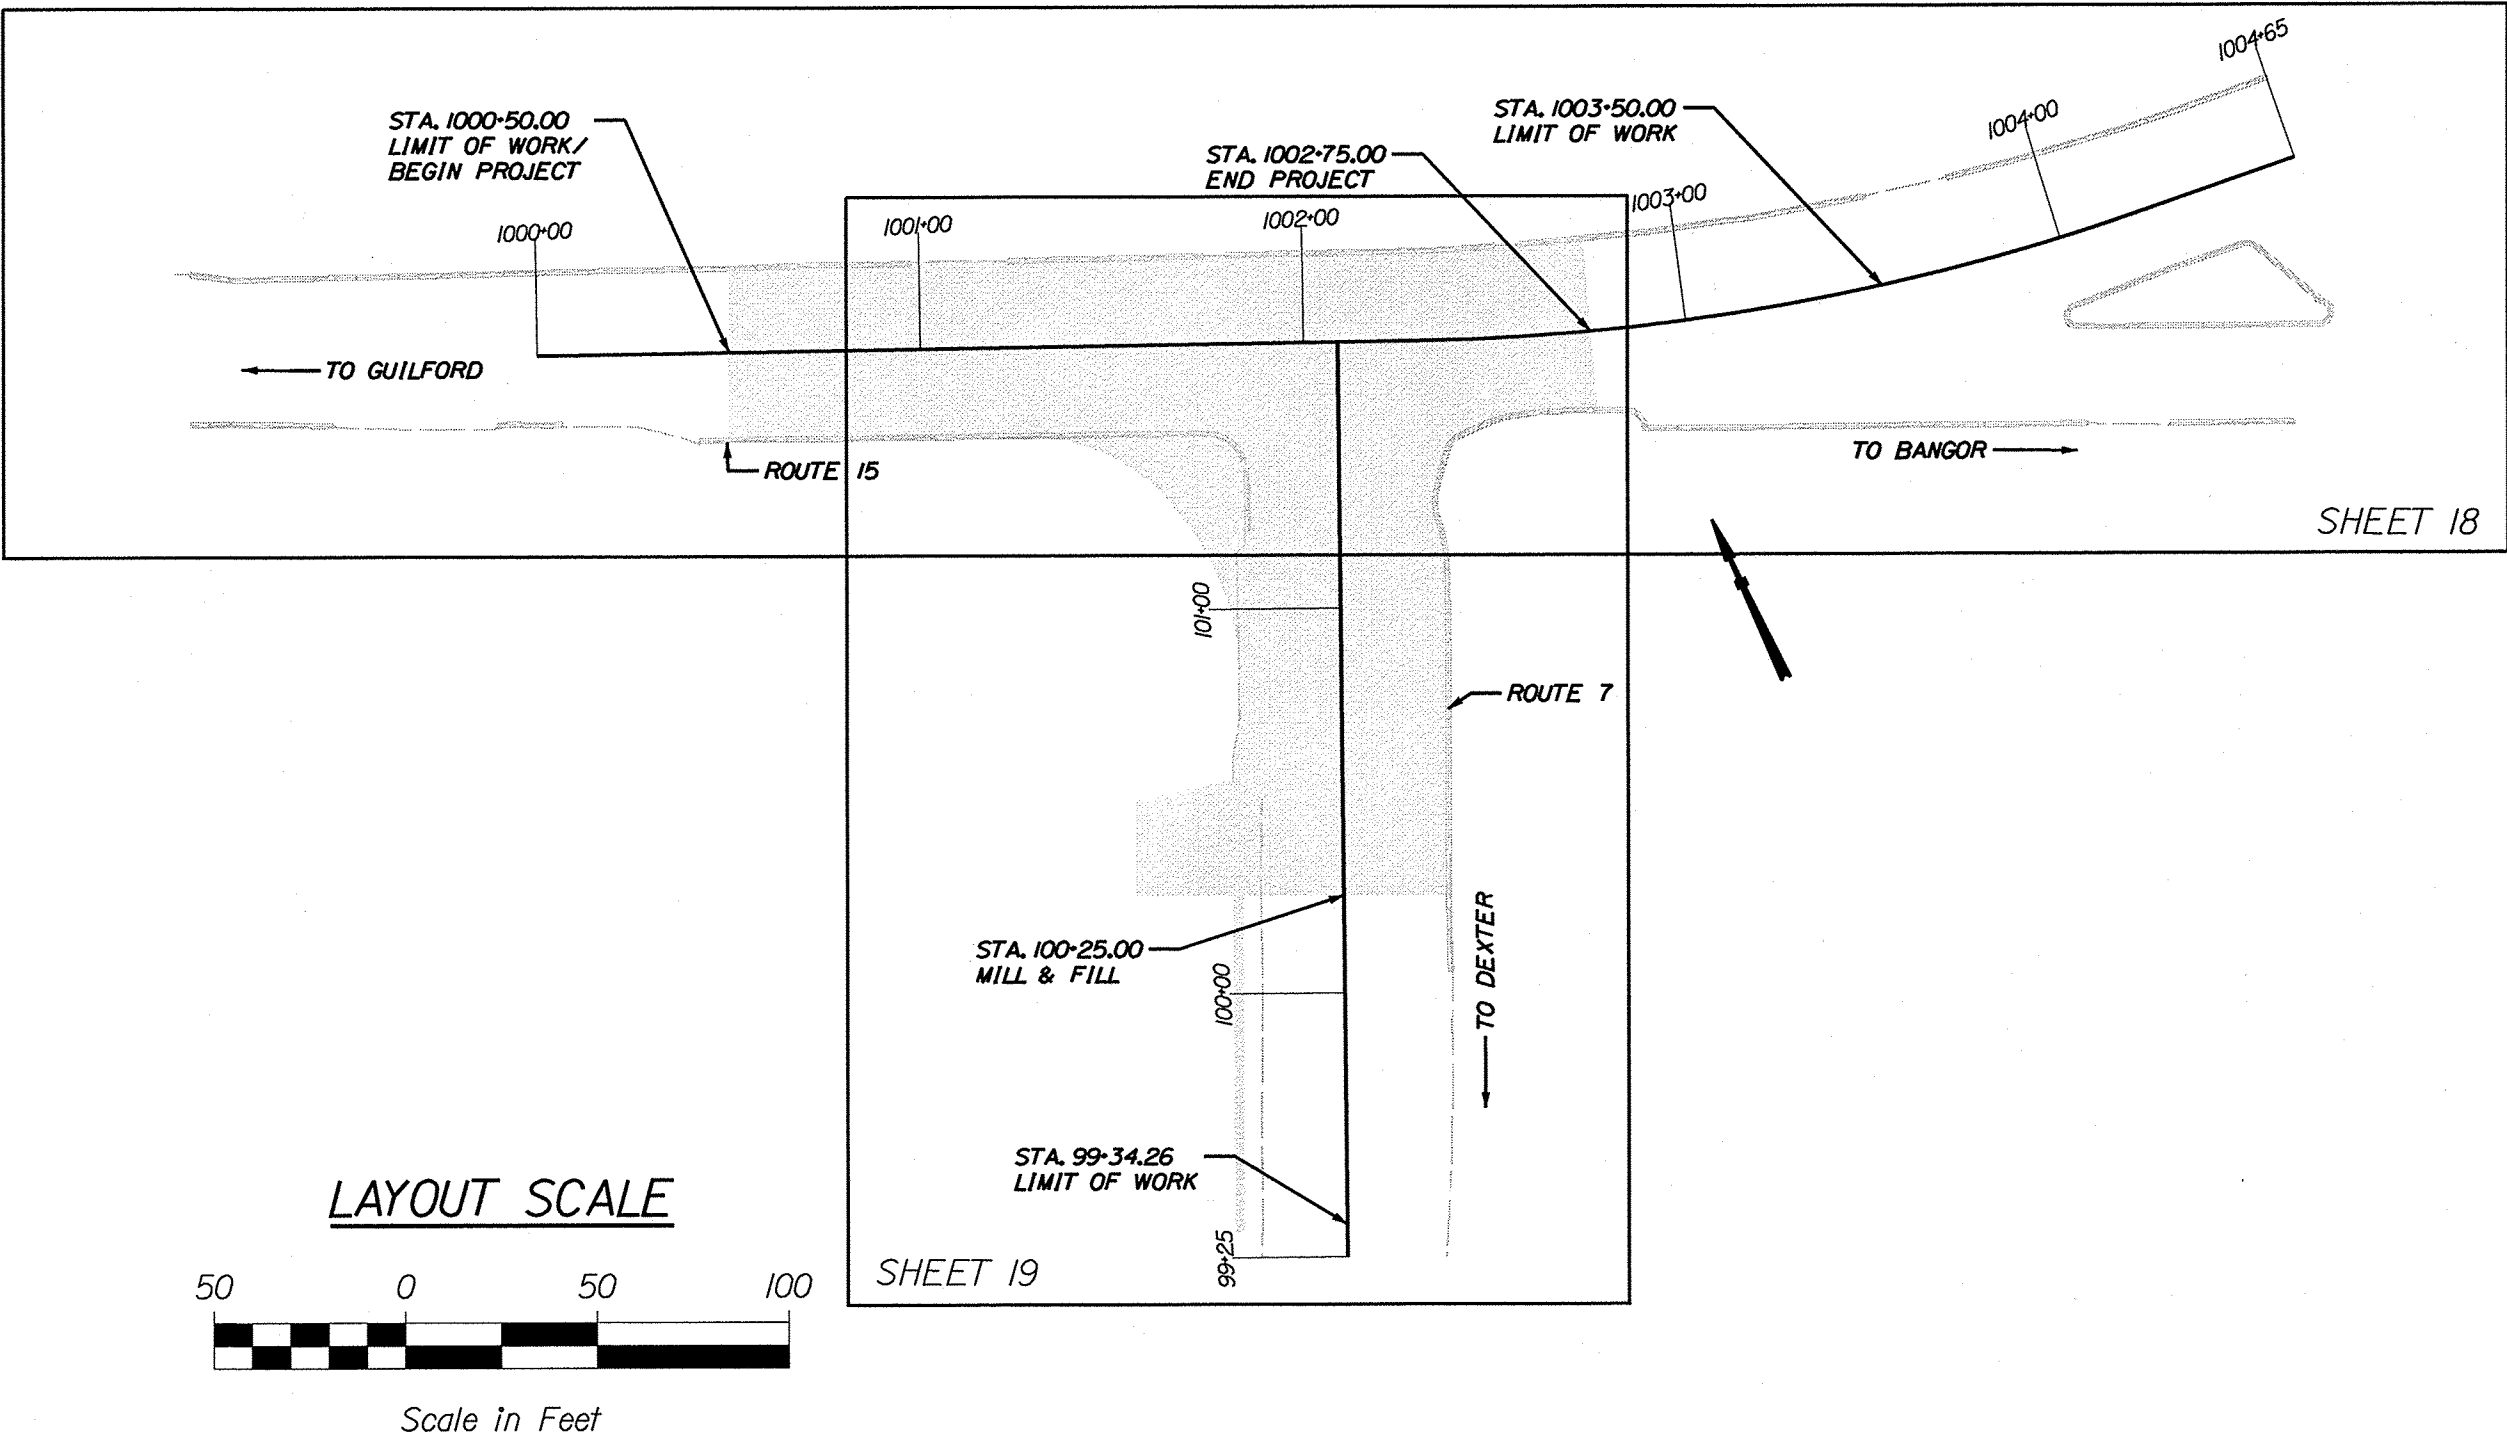 1004+65
STA. 1000+50.00
LIMIT OF WORK/
BEGIN PROJECT
STA. 1003+50.00
LIMIT OF WORK
1004+00
STA. 1002+75.00
END PROJECT
1003+00
1000+00
1001+00
1002+00
TO GUILFORD
ROUTE 15
TO BANGOR
SHEET 18
101+00
ROUTE 7
STA. 100+25.00
MILL & FILL
100+00
TO DEXTER
STA. 99+34.26
LIMIT OF WORK
99+25
SHEET 19
LAYOUT SCALE
50 0 50 100
Scale in Feet